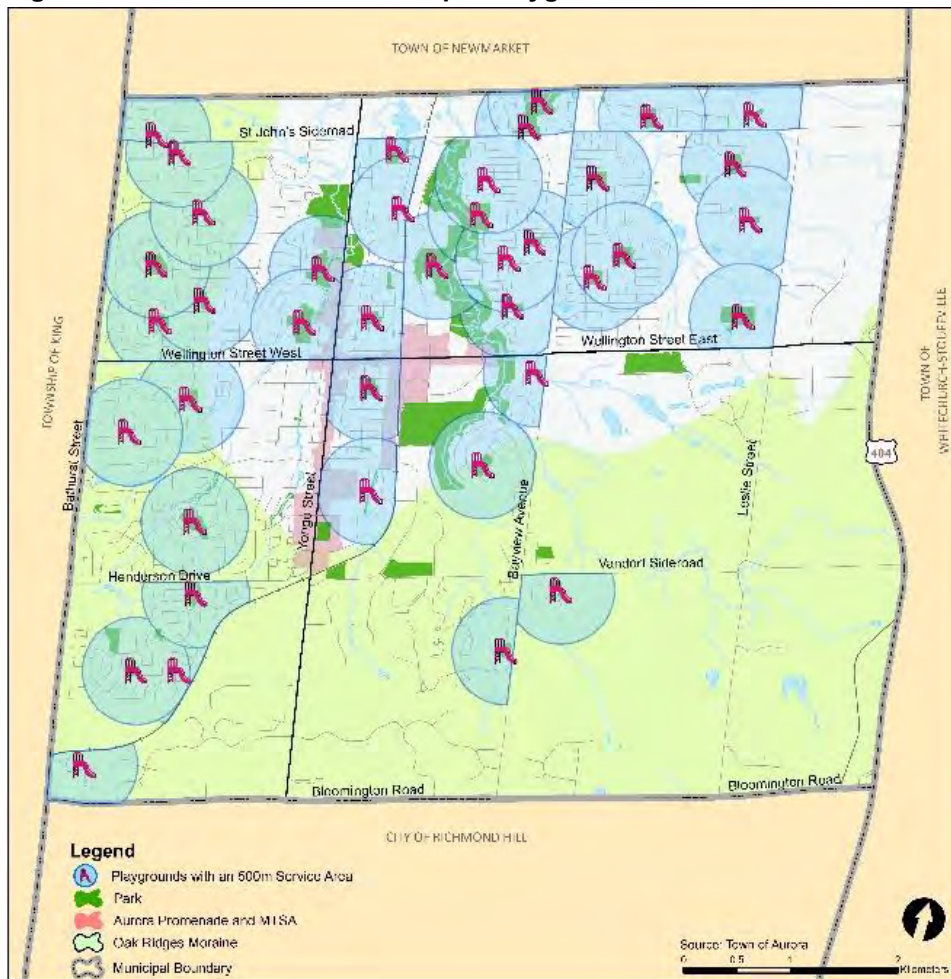 TOWN OF NEWMARKET
St John's Sideroad
TOWNSHIP OF KING
Wellington Street West
Wellington Street East
TOWN OF
WHITCHURCH-STOUFFVILLE
404
Bathurst Street
Yonge Street
Bayview Avenue
Leslie Street
Henderson Drive
Vandorf Sideroad
Bloomington Road
Bloomington Road
CITY OF RICHMOND HILL
Legend
Playgrounds with an 500m Service Area
Park
Aurora Promenade and MTSA
Oak Ridges Moraine
Municipal Boundary
Source: Town of Aurora
0 0.5 1 2
Kilometers